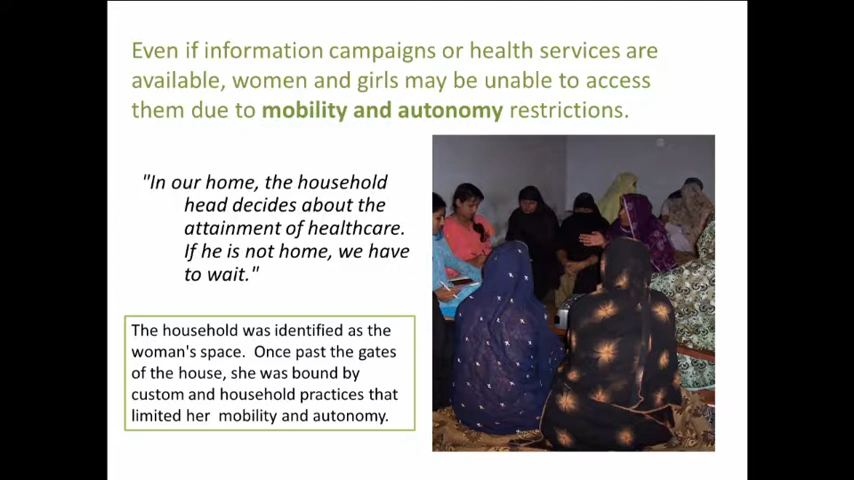 Even if information campaigns or health services are
available, women and girls may be unable to access
them due to mobility and autonomy restrictions.
"In our home, the household
head decides about the
attainment of healthcare.
If he is not home, we have
to wait."
The household was identified as the
woman's space.  Once past the gates
of the house, she was bound by
custom and household practices that
limited her  mobility and autonomy.